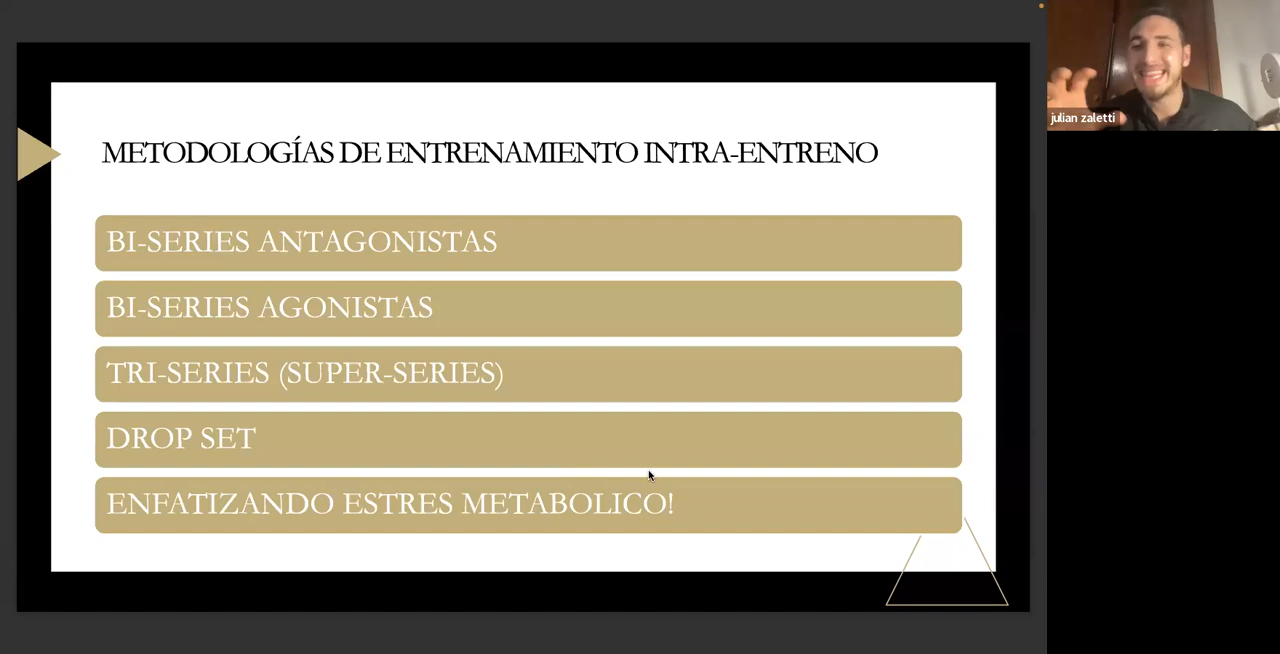 METODOLOGÍAS DE ENTRENAMIENTO INTRA-ENTRENO
BI-SERIES ANTAGONISTAS
BI-SERIES AGONISTAS
TRI-SERIES (SUPER-SERIES)
DROP SET
ENFATIZANDO ESTRES METABOLICO!
julian zaletti